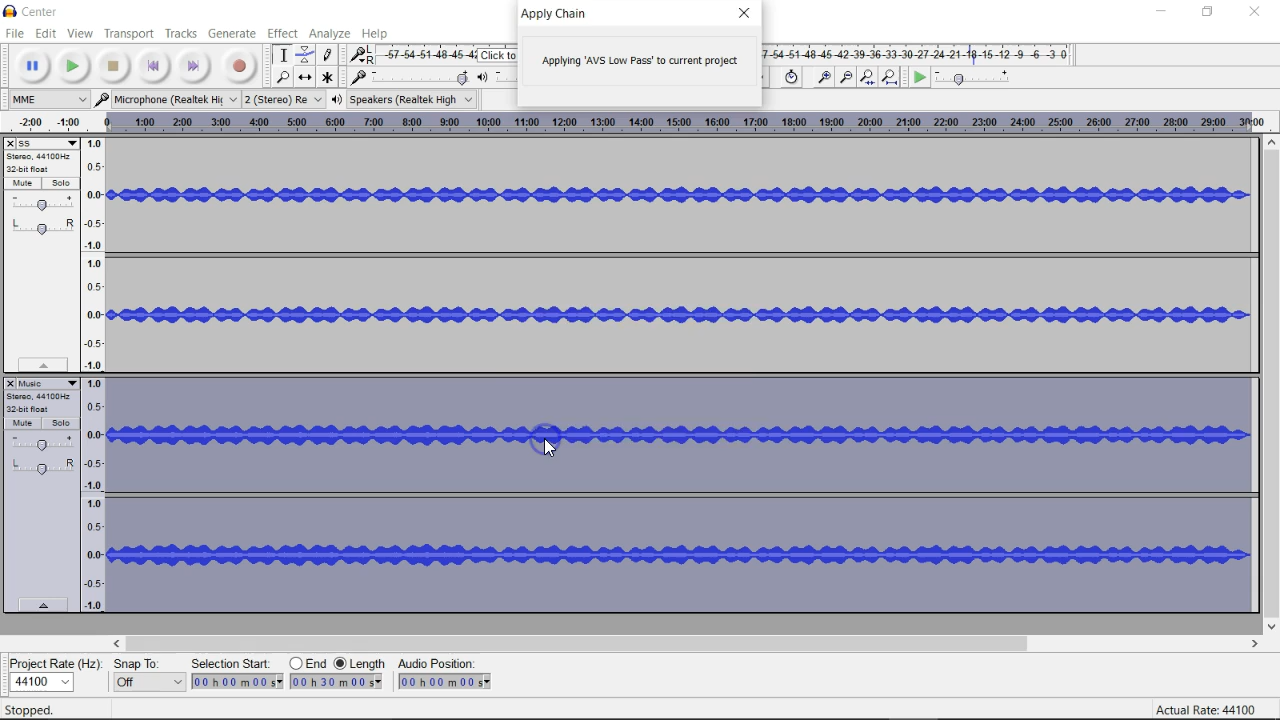 Center
Apply Chain
File Edit View Transport Tracks Generate Effect Analyze Help
Applying 'AVS Low Pass' to current project
L R -57-54-51-48-45-4 Click to
7-54-51-48-45-42-39-36-33-30-27-24-21-18-15-12-9-6-3-0
MME Microphone (Realtek Hi 2 (Stereo) Re Speakers (Realtek High
-2:00 -1:00 0 1:00 2:00 3:00 4:00 5:00 6:00 7:00 8:00 9:00 10:00 11:00 12:00 13:00 14:00 15:00 16:00 17:00 18:00 19:00 20:00 21:00 22:00 23:00 24:00 25:00 26:00 27:00 28:00 29:00 30:00
SS
Stereo, 44100Hz
32-bit float
Mute Solo
- +
L R
1.0
0.5
0.0
-0.5
-1.0
1.0
0.5
0.0
-0.5
-1.0
Music
Stereo, 44100Hz
32-bit float
Mute Solo
- +
L R
1.0
0.5
0.0
-0.5
-1.0
1.0
0.5
0.0
-0.5
-1.0
Project Rate (Hz): Snap To: Selection Start: End Length Audio Position:
44100 Off 00 h 00 m 00 s 00 h 30 m 00 s 00 h 00 m 00 s
Stopped. Actual Rate: 44100